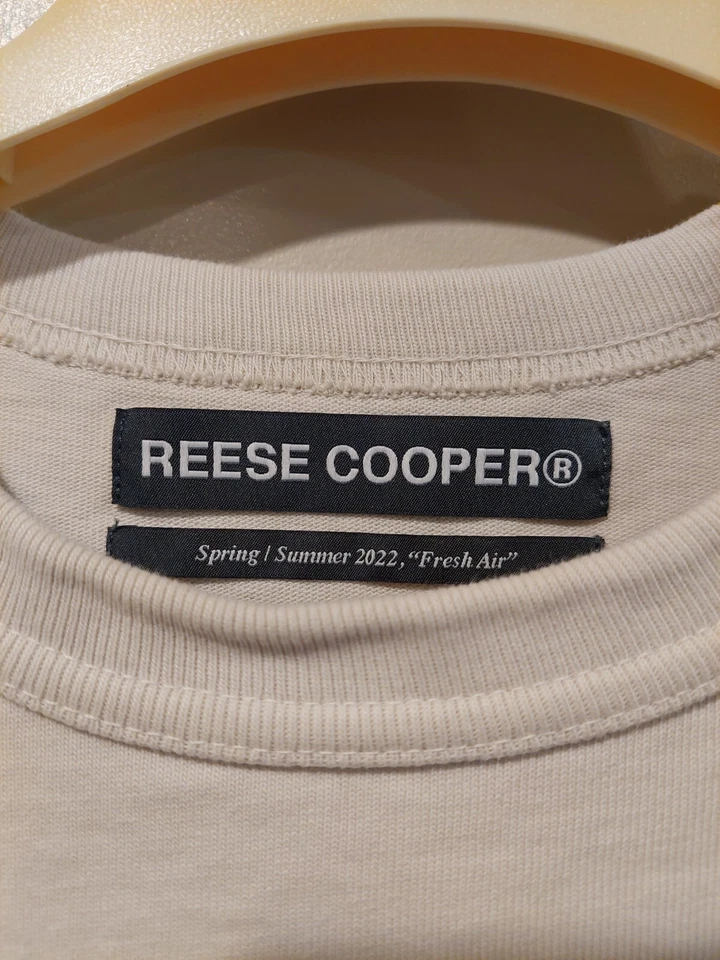 REESE COOPER®
Spring / Summer 2022, “Fresh Air”